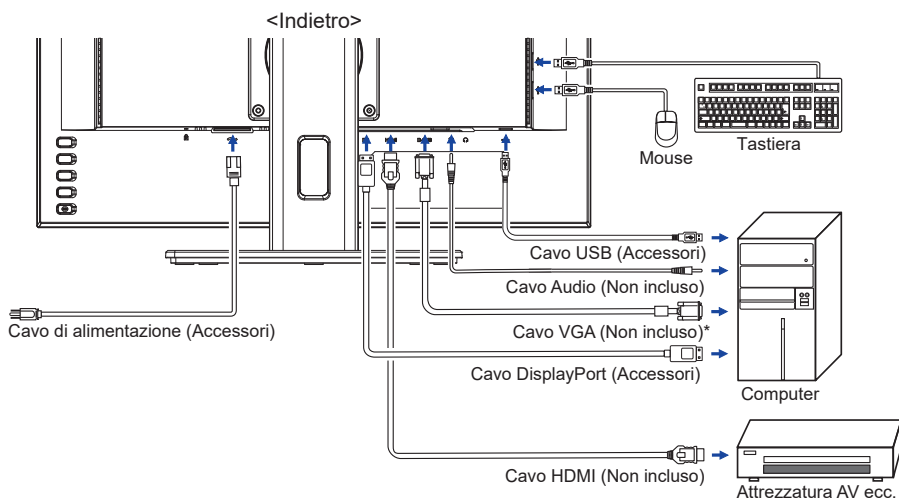 <Indietro>
Mouse
Tastiera
Cavo USB (Accessori)
Cavo Audio (Non incluso)
Cavo di alimentazione (Accessori)
Cavo VGA (Non incluso)*
Cavo DisplayPort (Accessori)
Computer
Cavo HDMI (Non incluso)
Attrezzatura AV ecc.